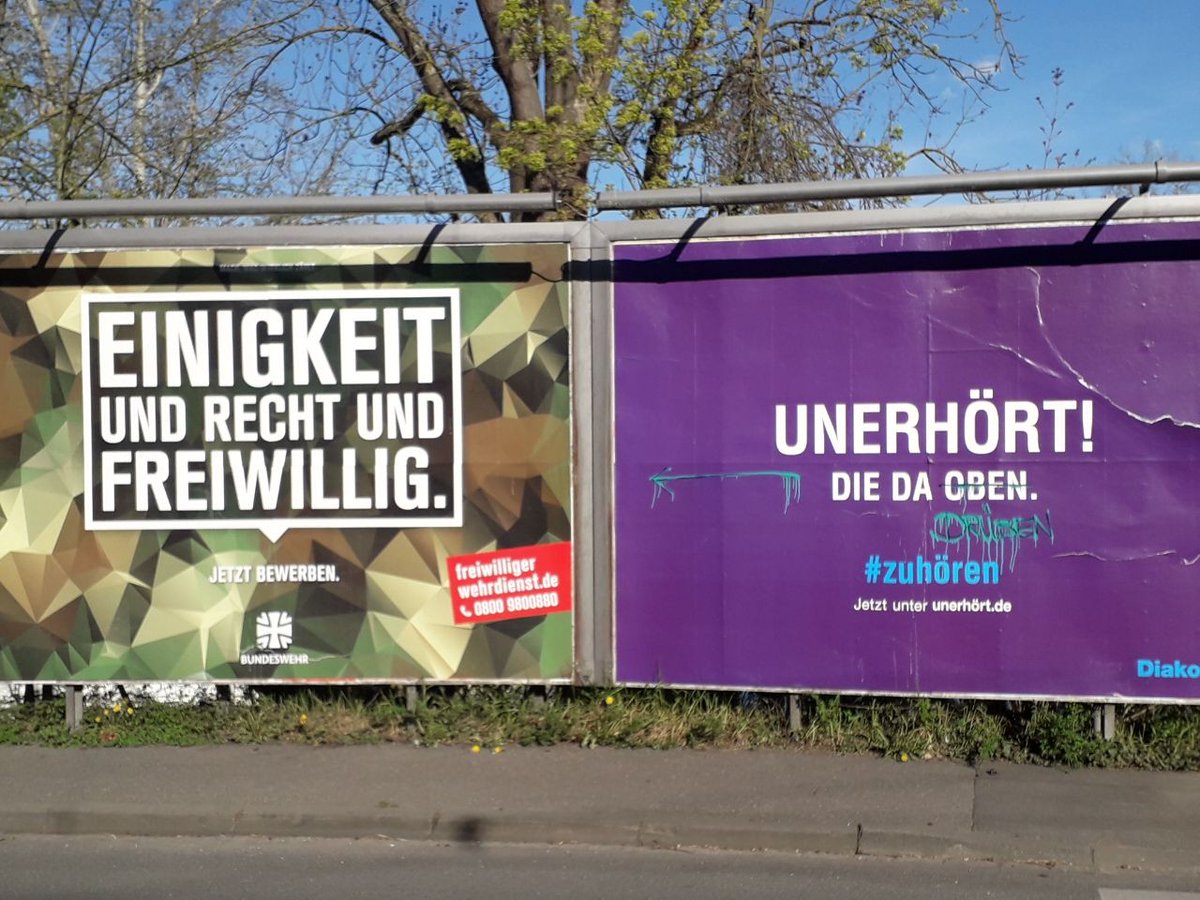 EINIGKEIT
UND RECHT UND
FREIWILLIG.
JETZT BEWERBEN.
freiwilliger
wehrdienst.de
0800 9800880
BUNDESWEHR
UNERHÖRT!
DIE DA OBEN.
DRÜBEN
#zuhören
Jetzt unter unerhört.de
Diako